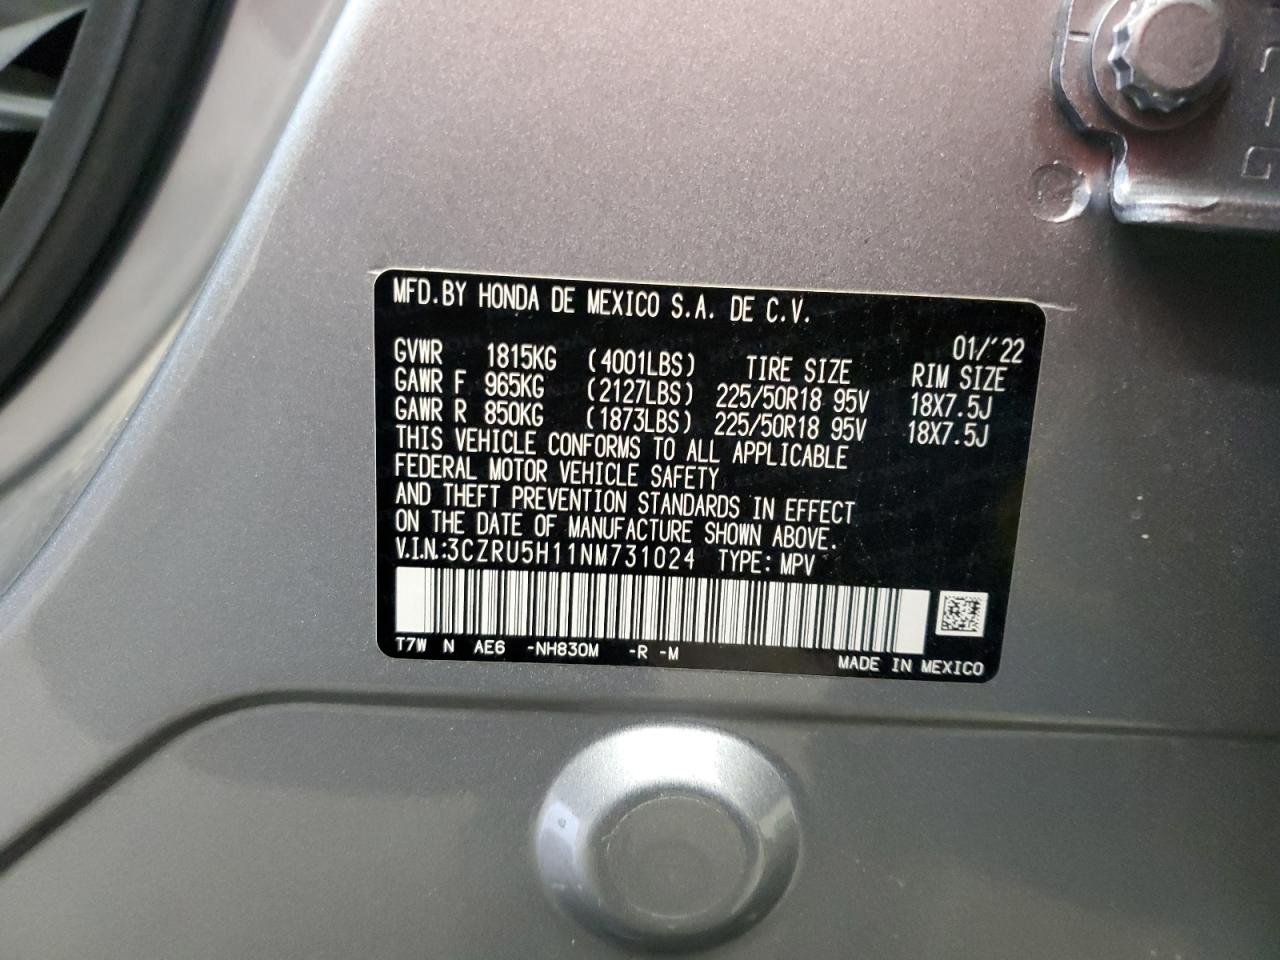 MFD.BY HONDA DE MEXICO S.A. DE C.V.
01/'22
GVWR 1815KG (4001LBS) TIRE SIZE RIM SIZE
GAWR F 965KG (2127LBS) 225/50R18 95V 18X7.5J
GAWR R 850KG (1873LBS) 225/50R18 95V 18X7.5J
THIS VEHICLE CONFORMS TO ALL APPLICABLE
FEDERAL MOTOR VEHICLE SAFETY
AND THEFT PREVENTION STANDARDS IN EFFECT
ON THE DATE OF MANUFACTURE SHOWN ABOVE.
V.I.N.:3CZRU5H11NM731024 TYPE: MPV
T7W N AE6 -NH830M -R -M
MADE IN MEXICO